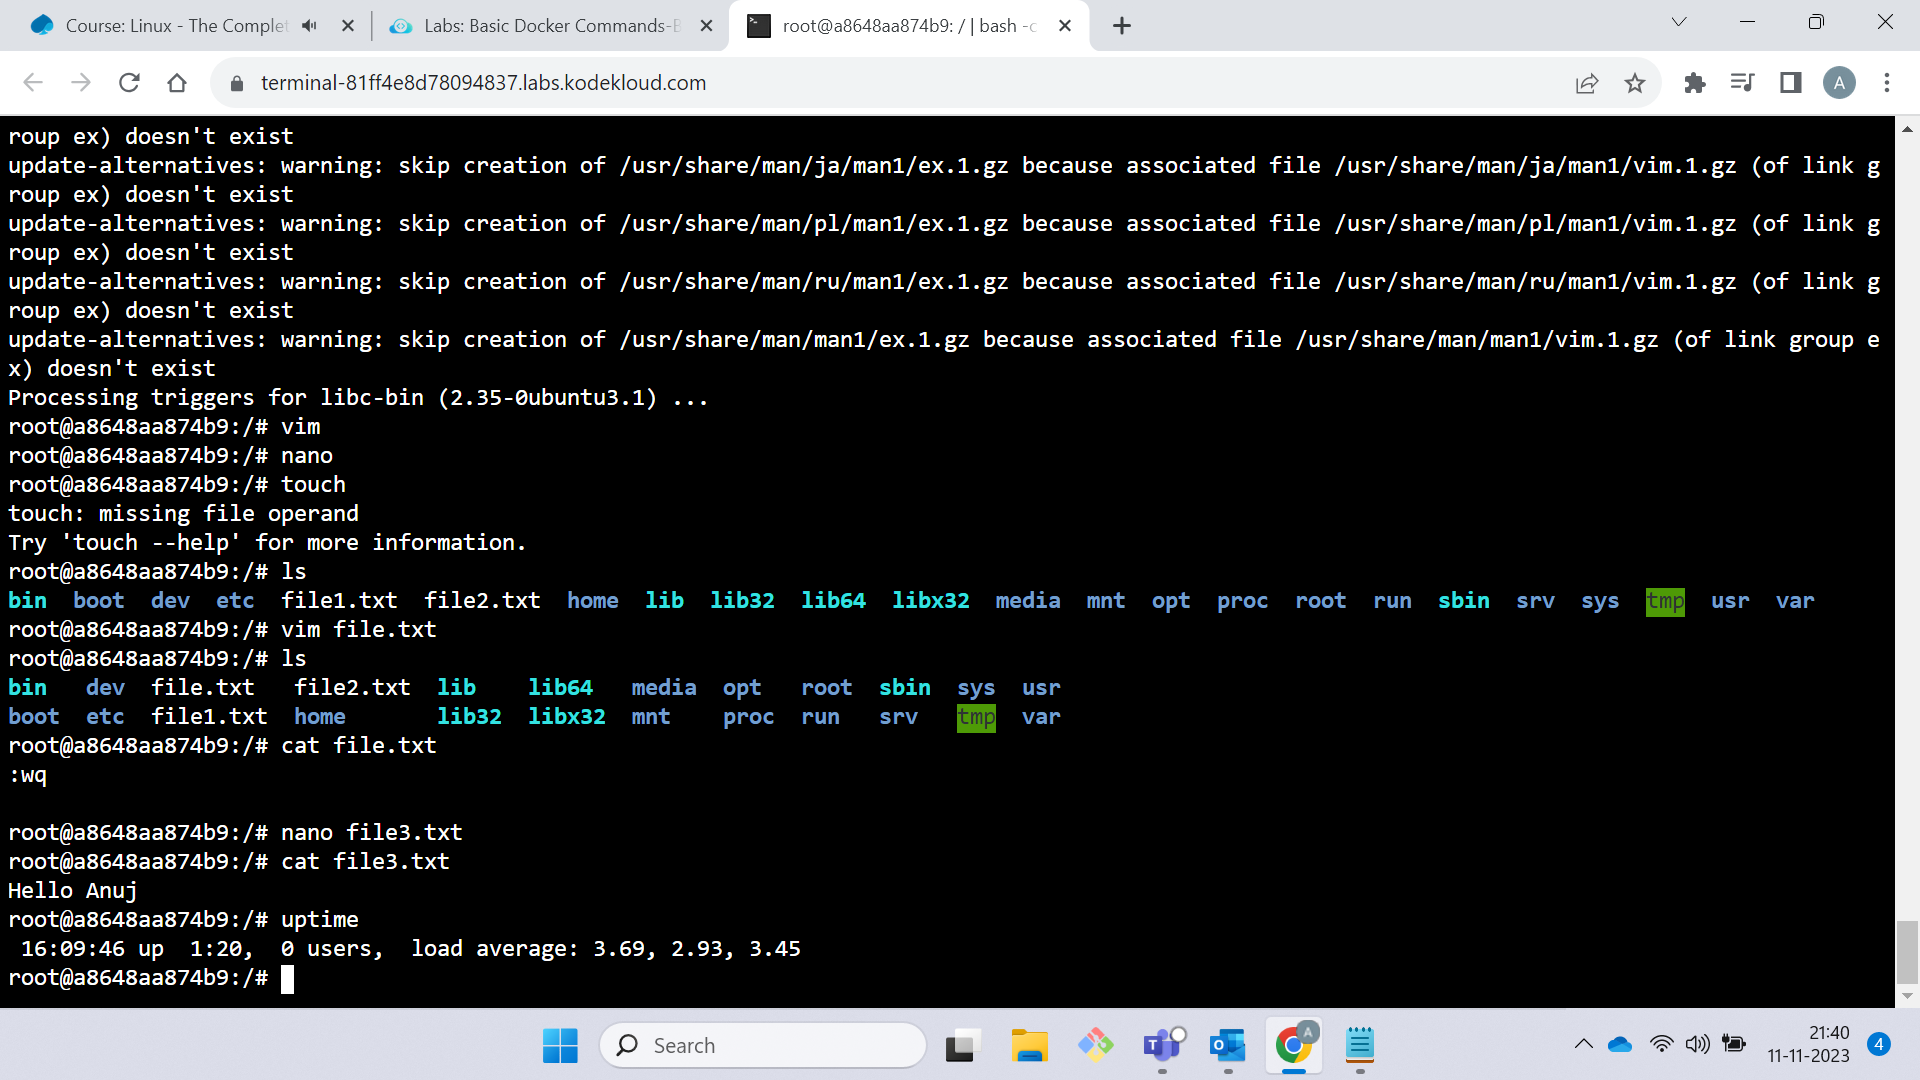 Course: Linux - The Complet
Labs: Basic Docker Commands-B
root@a8648aa874b9: / | bash -c
terminal-81ff4e8d78094837.labs.kodekloud.com
A
roup ex) doesn't exist
update-alternatives: warning: skip creation of /usr/share/man/ja/man1/ex.1.gz because associated file /usr/share/man/ja/man1/vim.1.gz (of link g
roup ex) doesn't exist
update-alternatives: warning: skip creation of /usr/share/man/pl/man1/ex.1.gz because associated file /usr/share/man/pl/man1/vim.1.gz (of link g
roup ex) doesn't exist
update-alternatives: warning: skip creation of /usr/share/man/ru/man1/ex.1.gz because associated file /usr/share/man/ru/man1/vim.1.gz (of link g
roup ex) doesn't exist
update-alternatives: warning: skip creation of /usr/share/man/man1/ex.1.gz because associated file /usr/share/man/man1/vim.1.gz (of link group e
x) doesn't exist
Processing triggers for libc-bin (2.35-0ubuntu3.1) ...
root@a8648aa874b9:/# vim
root@a8648aa874b9:/# nano
root@a8648aa874b9:/# touch
touch: missing file operand
Try 'touch --help' for more information.
root@a8648aa874b9:/# ls
bin boot dev etc file1.txt file2.txt home lib lib32 lib64 libx32 media mnt opt proc root run sbin srv sys tmp usr var
root@a8648aa874b9:/# vim file.txt
root@a8648aa874b9:/# ls
bin dev file.txt file2.txt lib lib64 media opt root sbin sys usr
boot etc file1.txt home lib32 libx32 mnt proc run srv tmp var
root@a8648aa874b9:/# cat file.txt
:wq
root@a8648aa874b9:/# nano file3.txt
root@a8648aa874b9:/# cat file3.txt
Hello Anuj
root@a8648aa874b9:/# uptime
16:09:46 up 1:20, 0 users, load average: 3.69, 2.93, 3.45
root@a8648aa874b9:/#
Search
A
21:40
11-11-2023
4